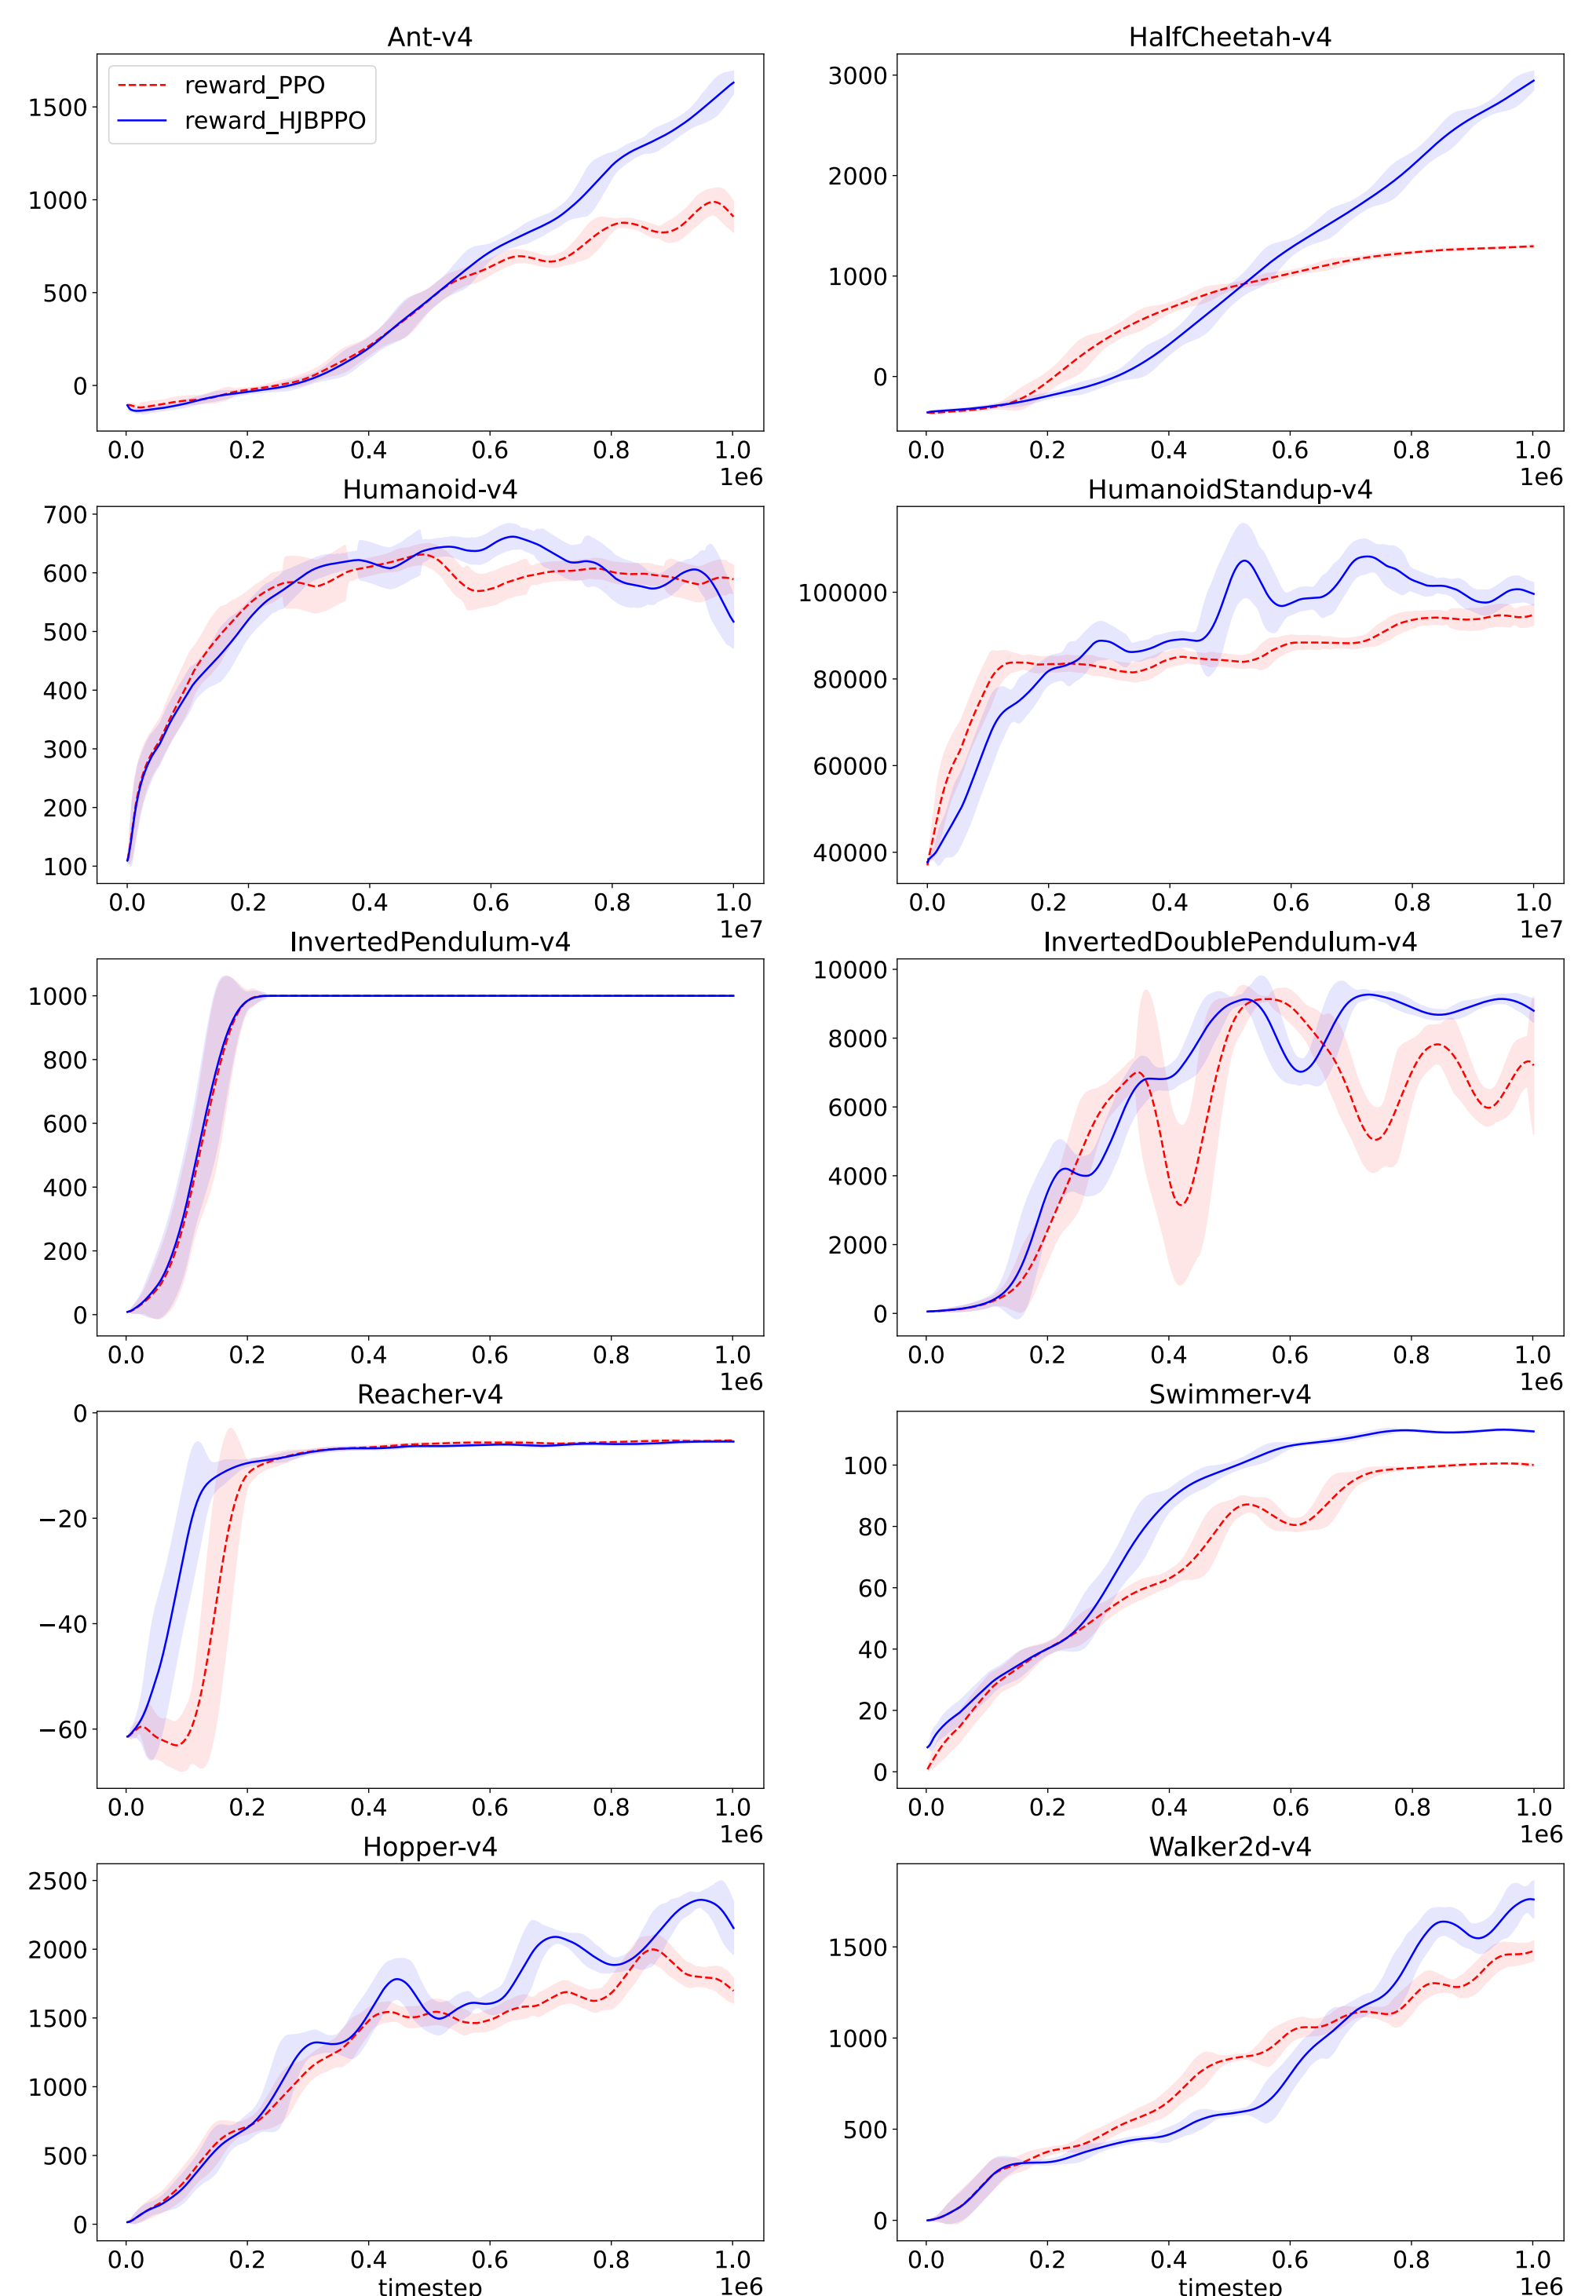 Ant-v4
reward_PPO
reward_HJBPPO
1500
1000
500
0
0.0 0.2 0.4 0.6 0.8 1.0
1e6
HalfCheetah-v4
3000
2000
1000
0
0.0 0.2 0.4 0.6 0.8 1.0
1e6
Humanoid-v4
700
600
500
400
300
200
100
0.0 0.2 0.4 0.6 0.8 1.0
1e7
HumanoidStandup-v4
100000
80000
60000
40000
0.0 0.2 0.4 0.6 0.8 1.0
1e7
InvertedPendulum-v4
1000
800
600
400
200
0
0.0 0.2 0.4 0.6 0.8 1.0
1e6
InvertedDoublePendulum-v4
10000
8000
6000
4000
2000
0
0.0 0.2 0.4 0.6 0.8 1.0
1e6
Reacher-v4
0
−20
−40
−60
0.0 0.2 0.4 0.6 0.8 1.0
1e6
Swimmer-v4
100
80
60
40
20
0
0.0 0.2 0.4 0.6 0.8 1.0
1e6
Hopper-v4
2500
2000
1500
1000
500
0
0.0 0.2 0.4 0.6 0.8 1.0
timestep
1e6
Walker2d-v4
1500
1000
500
0
0.0 0.2 0.4 0.6 0.8 1.0
timestep
1e6